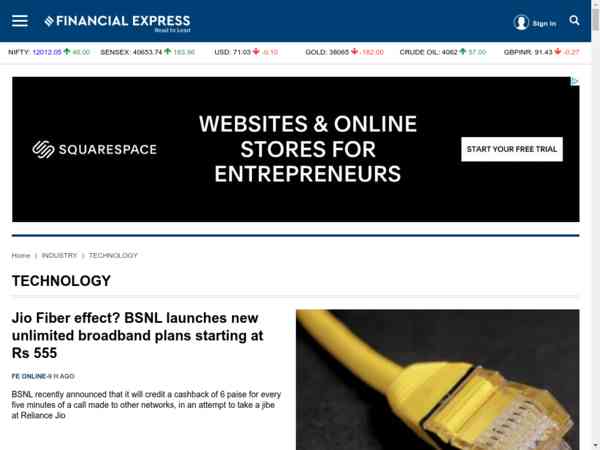 FINANCIAL EXPRESS
Read to Lead
Sign in
NIFTY: 12012.05 46.00 SENSEX: 40653.74 183.96 USD: 71.03 -0.10 GOLD: 38065 -182.00 CRUDE OIL: 4082 57.00 GBPINR: 91.43 -0.27
SQUARESPACE
WEBSITES & ONLINE
STORES FOR
ENTREPRENEURS
START YOUR FREE TRIAL
Home | INDUSTRY | TECHNOLOGY
TECHNOLOGY
Jio Fiber effect? BSNL launches new
unlimited broadband plans starting at
Rs 555
FE ONLINE-9 H AGO
BSNL recently announced that it will credit a cashback of 6 paise for every
five minutes of a call made to other networks, in an attempt to take a jibe
at Reliance Jio